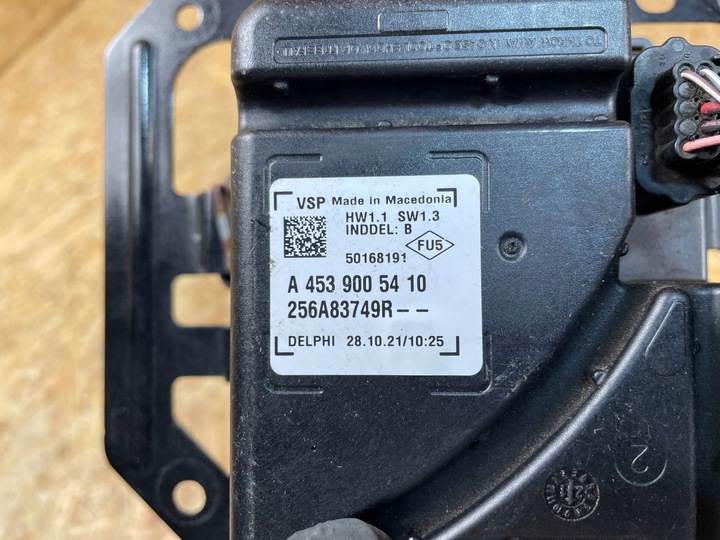 VSP Made in Macedonia
HW1.1 SW1.3
INDDEL: B
FU5
50168191
A 453 900 54 10
256A83749R--
DELPHI 28.10.21/10:25
2